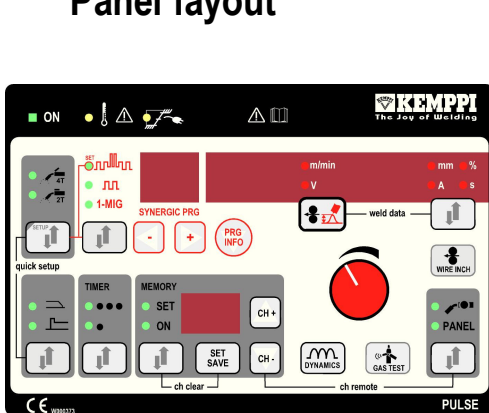 Panel layout
KEMPPI
The Joy of Welding
ON
SET
4T
2T
1-MIG
SYNERGIC PRG
SETUP
-
+
PRG
INFO
m/min
V
mm
%
A
s
weld data
quick setup
WIRE INCH
TIMER
MEMORY
SET
ON
CH +
PANEL
SET
SAVE
CH -
DYNAMICS
GAS TEST
ch clear
ch remote
CE
W000373
PULSE